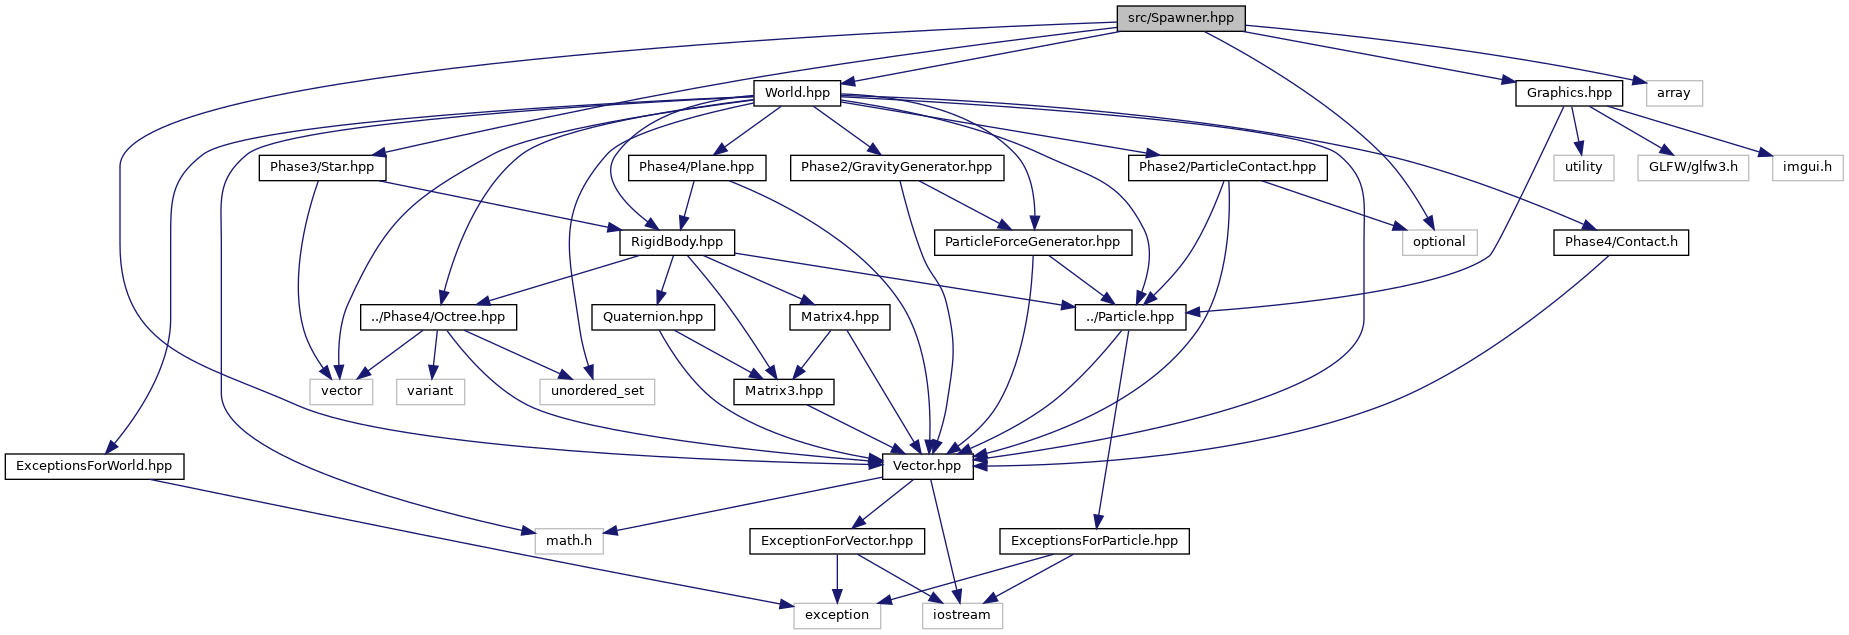 src/Spawner.hpp
World.hpp
Graphics.hpp
array
Phase3/Star.hpp
Phase4/Plane.hpp
Phase2/GravityGenerator.hpp
Phase2/ParticleContact.hpp
utility
GLFW/glfw3.h
imgui.h
RigidBody.hpp
ParticleForceGenerator.hpp
optional
Phase4/Contact.h
../Phase4/Octree.hpp
Quaternion.hpp
Matrix4.hpp
../Particle.hpp
vector
variant
unordered_set
Matrix3.hpp
ExceptionsForWorld.hpp
Vector.hpp
math.h
ExceptionForVector.hpp
ExceptionsForParticle.hpp
exception
iostream